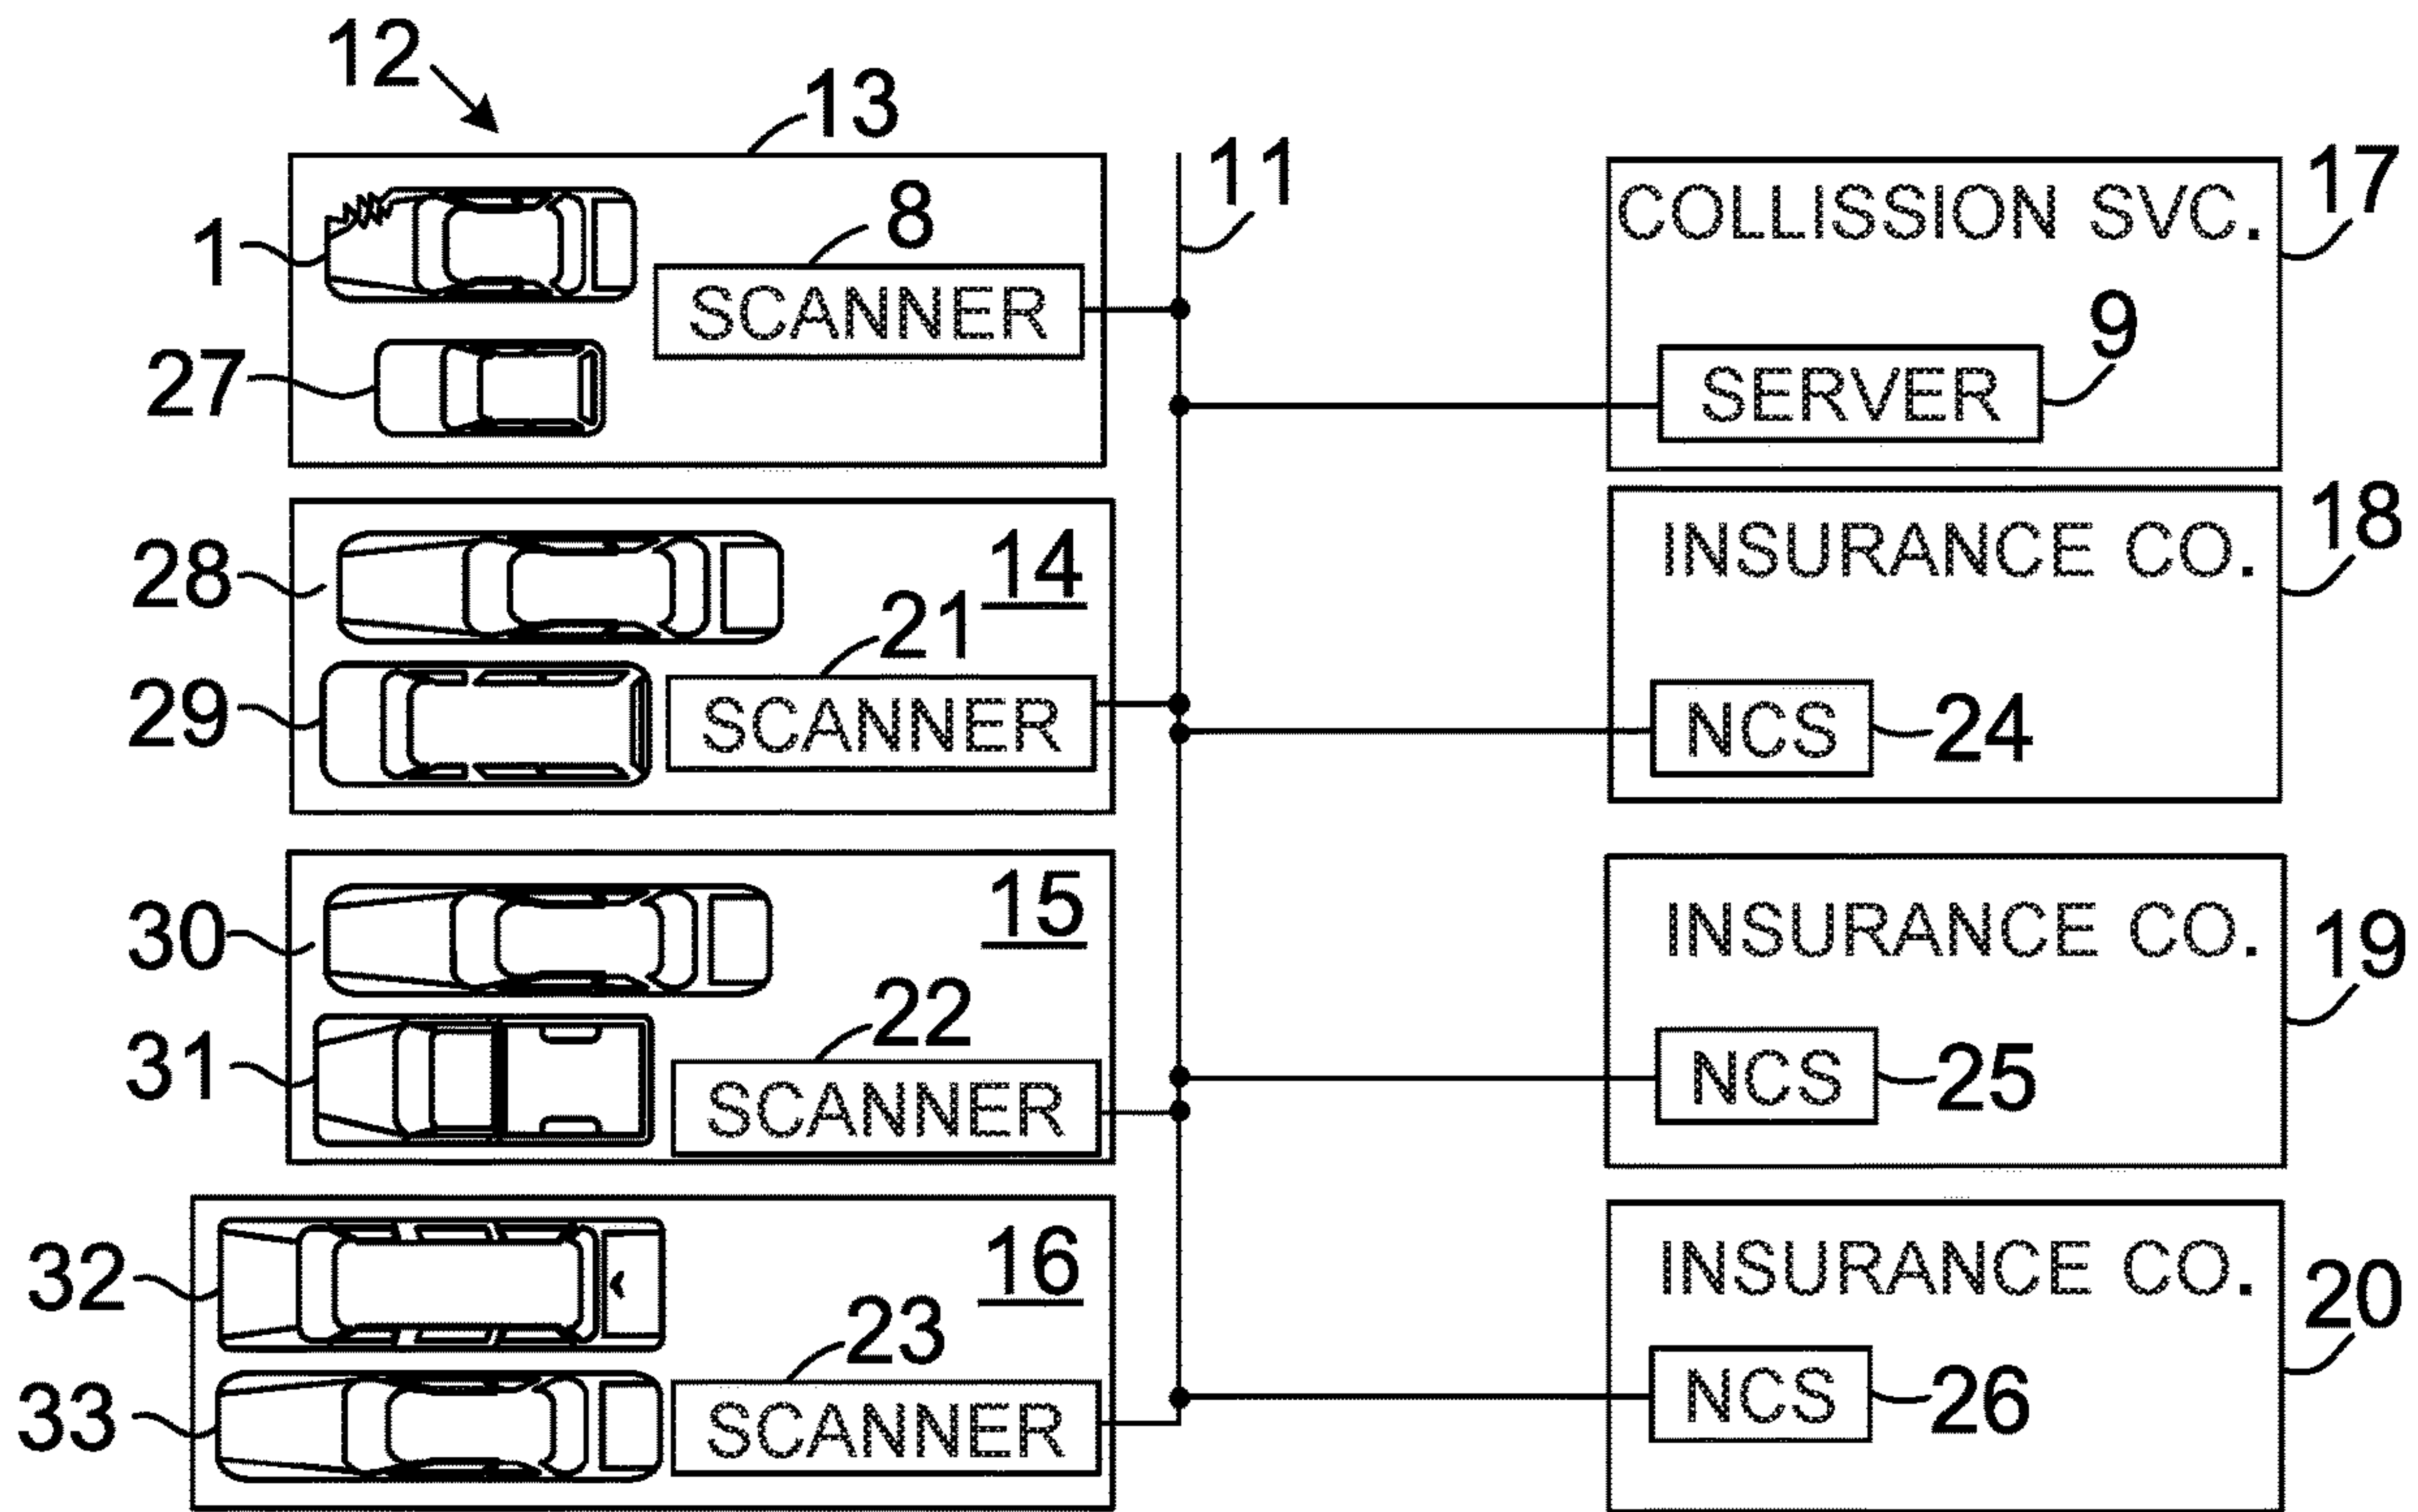 12
13
1
8
SCANNER
27
11
COLLISSION SVC.
17
9
SERVER
28
14
21
29
SCANNER
INSURANCE CO.
18
NCS
24
30
15
22
31
SCANNER
INSURANCE CO.
19
NCS
25
32
16
23
33
SCANNER
INSURANCE CO.
20
NCS
26